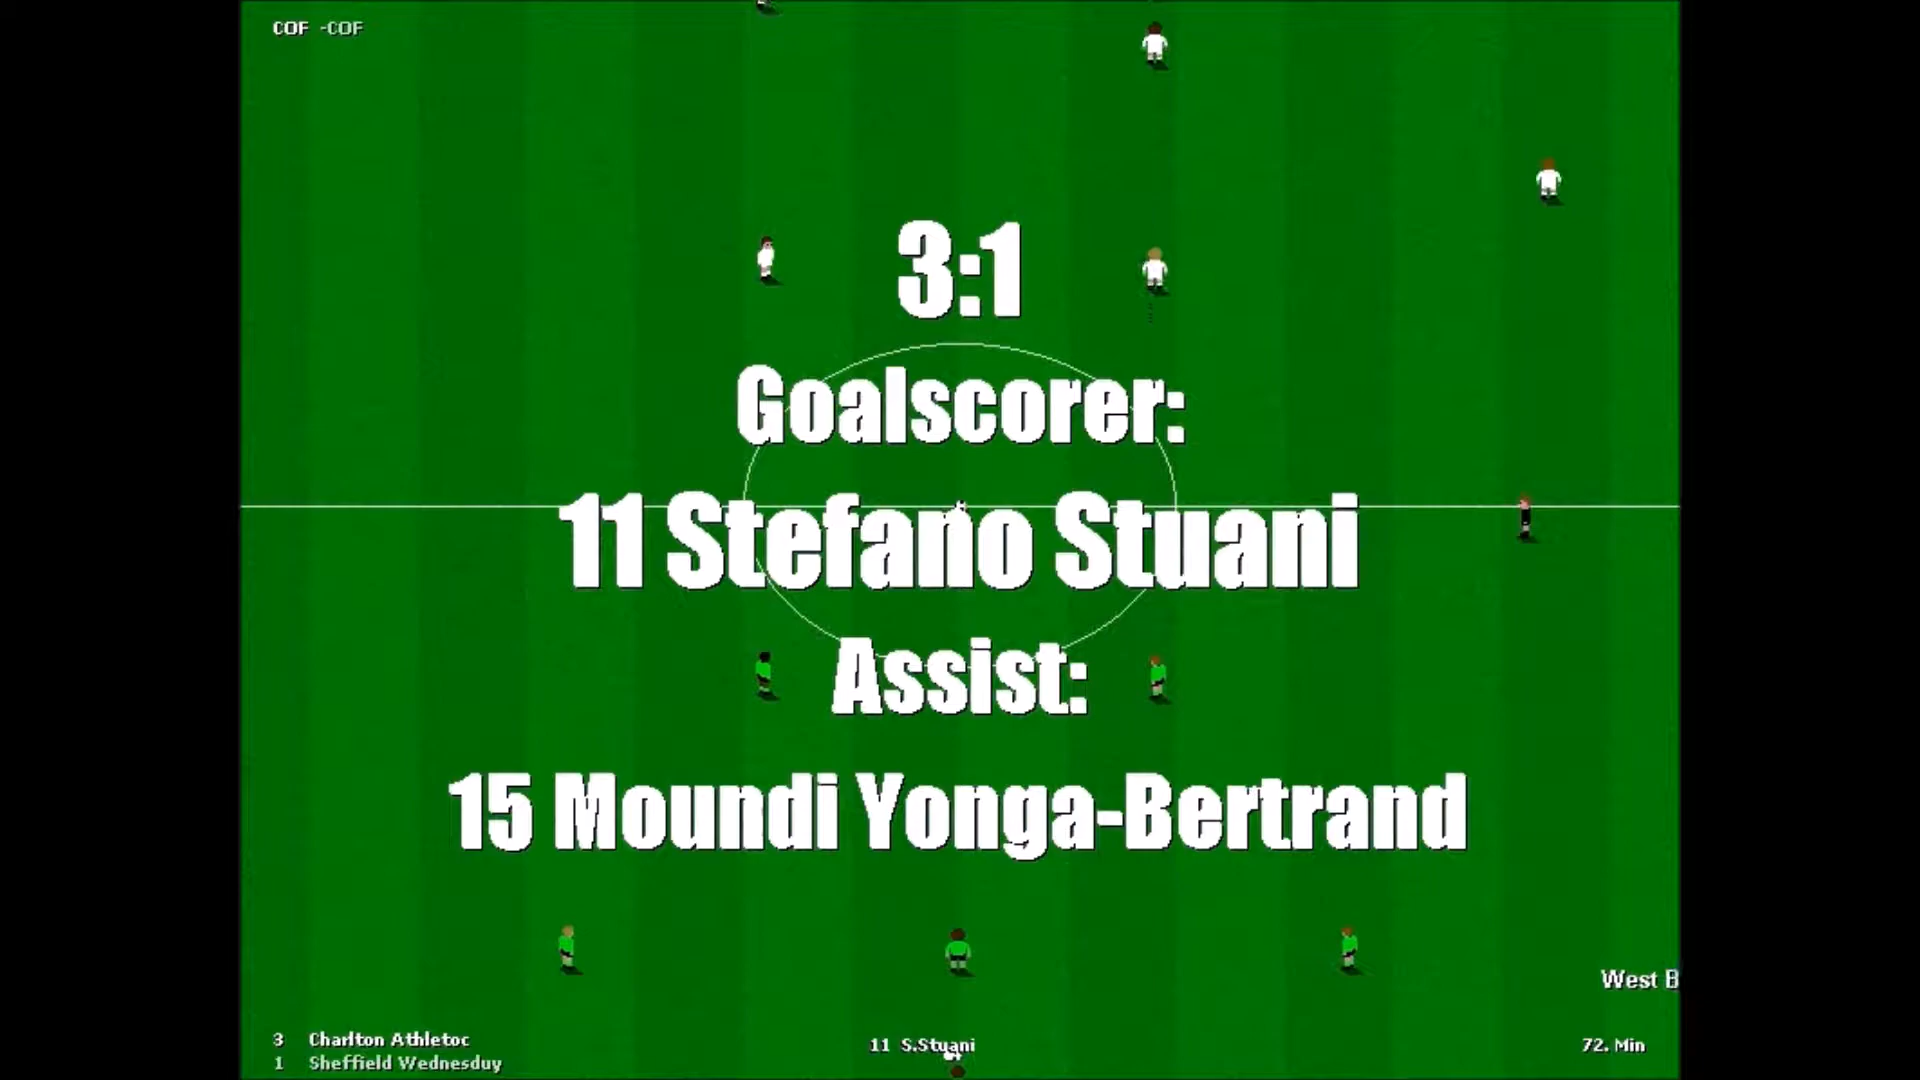 COF -COF
3:1
Goalscorer:
11 Stefano Stuani
Assist:
15 Moundi Yonga-Bertrand
West B
3 Charlton Athletoc
1 Sheffield Wednesduy
11 S.Stuani
72. Min